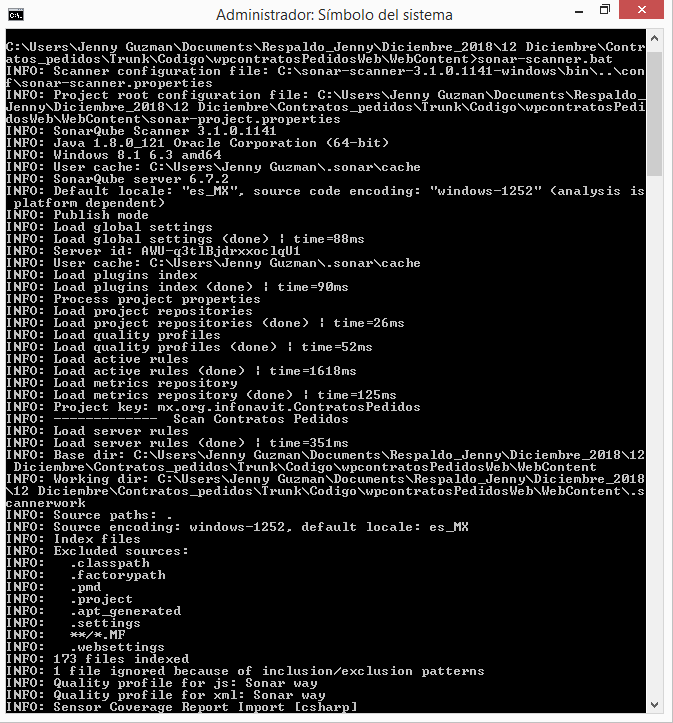 Administrador: Símbolo del sistema
C:\Users\Jenny Guzman\Documents\Respaldo_Jenny\Diciembre_2018\12 Diciembre\Contr
atos_pedidos\Trunk\Codigo\wpcontratosPedidosWeb\WebContent>sonar-scanner.bat
INFO: Scanner configuration file: C:\sonar-scanner-3.1.0.1141-windows\bin\..\con
f\sonar-scanner.properties
INFO: Project root configuration file: C:\Users\Jenny Guzman\Documents\Respaldo_
Jenny\Diciembre_2018\12 Diciembre\Contratos_pedidos\Trunk\Codigo\wpcontratosPedi
dosWeb\WebContent\sonar-project.properties
INFO: SonarQube Scanner 3.1.0.1141
INFO: Java 1.8.0_121 Oracle Corporation (64-bit)
INFO: Windows 8.1 6.3 amd64
INFO: User cache: C:\Users\Jenny Guzman\.sonar\cache
INFO: SonarQube server 6.7.2
INFO: Default locale: "es_MX", source code encoding: "windows-1252" (analysis is
 platform dependent)
INFO: Publish mode
INFO: Load global settings
INFO: Load global settings (done) | time=88ms
INFO: Server id: AWU-q3tlBjdrxxoclqU1
INFO: User cache: C:\Users\Jenny Guzman\.sonar\cache
INFO: Load plugins index
INFO: Load plugins index (done) | time=90ms
INFO: Process project properties
INFO: Load project repositories
INFO: Load project repositories (done) | time=26ms
INFO: Load quality profiles
INFO: Load quality profiles (done) | time=52ms
INFO: Load active rules
INFO: Load active rules (done) | time=1618ms
INFO: Load metrics repository
INFO: Load metrics repository (done) | time=125ms
INFO: Project key: mx.org.infonavit.ContratosPedidos
INFO: -------------  Scan Contratos Pedidos
INFO: Load server rules
INFO: Load server rules (done) | time=351ms
INFO: Base dir: C:\Users\Jenny Guzman\Documents\Respaldo_Jenny\Diciembre_2018\12
 Diciembre\Contratos_pedidos\Trunk\Codigo\wpcontratosPedidosWeb\WebContent
INFO: Working dir: C:\Users\Jenny Guzman\Documents\Respaldo_Jenny\Diciembre_2018
\12 Diciembre\Contratos_pedidos\Trunk\Codigo\wpcontratosPedidosWeb\WebContent\.s
cannerwork
INFO: Source paths: .
INFO: Source encoding: windows-1252, default locale: es_MX
INFO: Index files
INFO: Excluded sources:
INFO:   .classpath
INFO:   .factorypath
INFO:   .pmd
INFO:   .project
INFO:   .apt_generated
INFO:   .settings
INFO:   **/*.MF
INFO:   .websettings
INFO: 173 files indexed
INFO: 1 file ignored because of inclusion/exclusion patterns
INFO: Quality profile for js: Sonar way
INFO: Quality profile for xml: Sonar way
INFO: Sensor Coverage Report Import [csharp]